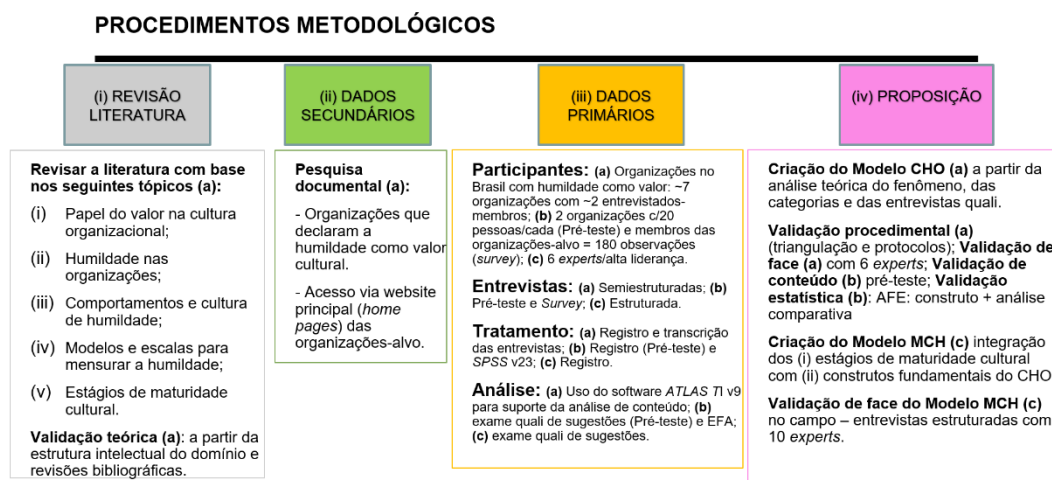 PROCEDIMENTOS METODOLÓGICOS
(i) REVISÃO
LITERATURA
Revisar a literatura com base
nos seguintes tópicos (a):
(i) Papel do valor na cultura
organizacional;
(ii) Humildade nas
organizações;
(iii) Comportamentos e cultura
de humildade;
(iv) Modelos e escalas para
mensurar a humildade;
(v) Estágios de maturidade
cultural.
Validação teórica (a): a partir da
estrutura intelectual do domínio e
revisões bibliográficas.
(ii) DADOS
SECUNDÁRIOS
Pesquisa
documental (a):
- Organizações que
declaram a
humildade como valor
cultural.
- Acesso via website
principal (home
pages) das
organizações-alvo.
(iii) DADOS
PRIMÁRIOS
Participantes: (a) Organizações no
Brasil com humildade como valor: ~7
organizações com ~2 entrevistados-
membros; (b) 2 organizações c/20
pessoas/cada (Pré-teste) e membros das
organizações-alvo = 180 observações
(survey); (c) 6 experts/alta liderança.
Entrevistas: (a) Semiestruturadas; (b)
Pré-teste e Survey; (c) Estruturada.
Tratamento: (a) Registro e transcrição
das entrevistas; (b) Registro (Pré-teste) e
SPSS v23; (c) Registro.
Análise: (a) Uso do software ATLAS TI v9
para suporte da análise de conteúdo; (b)
exame quali de sugestões (Pré-teste) e EFA;
(c) exame quali de sugestões.
(iv) PROPOSIÇÃO
Criação do Modelo CHO (a) a partir da
análise teórica do fenômeno, das
categorias e das entrevistas quali.
Validação procedimental (a)
(triangulação e protocolos); Validação de
face (a) com 6 experts; Validação de
conteúdo (b) pré-teste; Validação
estatística (b): AFE: construto + análise
comparativa
Criação do Modelo MCH (c) integração
dos (i) estágios de maturidade cultural
com (ii) construtos fundamentais do CHO
Validação de face do Modelo MCH (c)
no campo – entrevistas estruturadas com
10 experts.